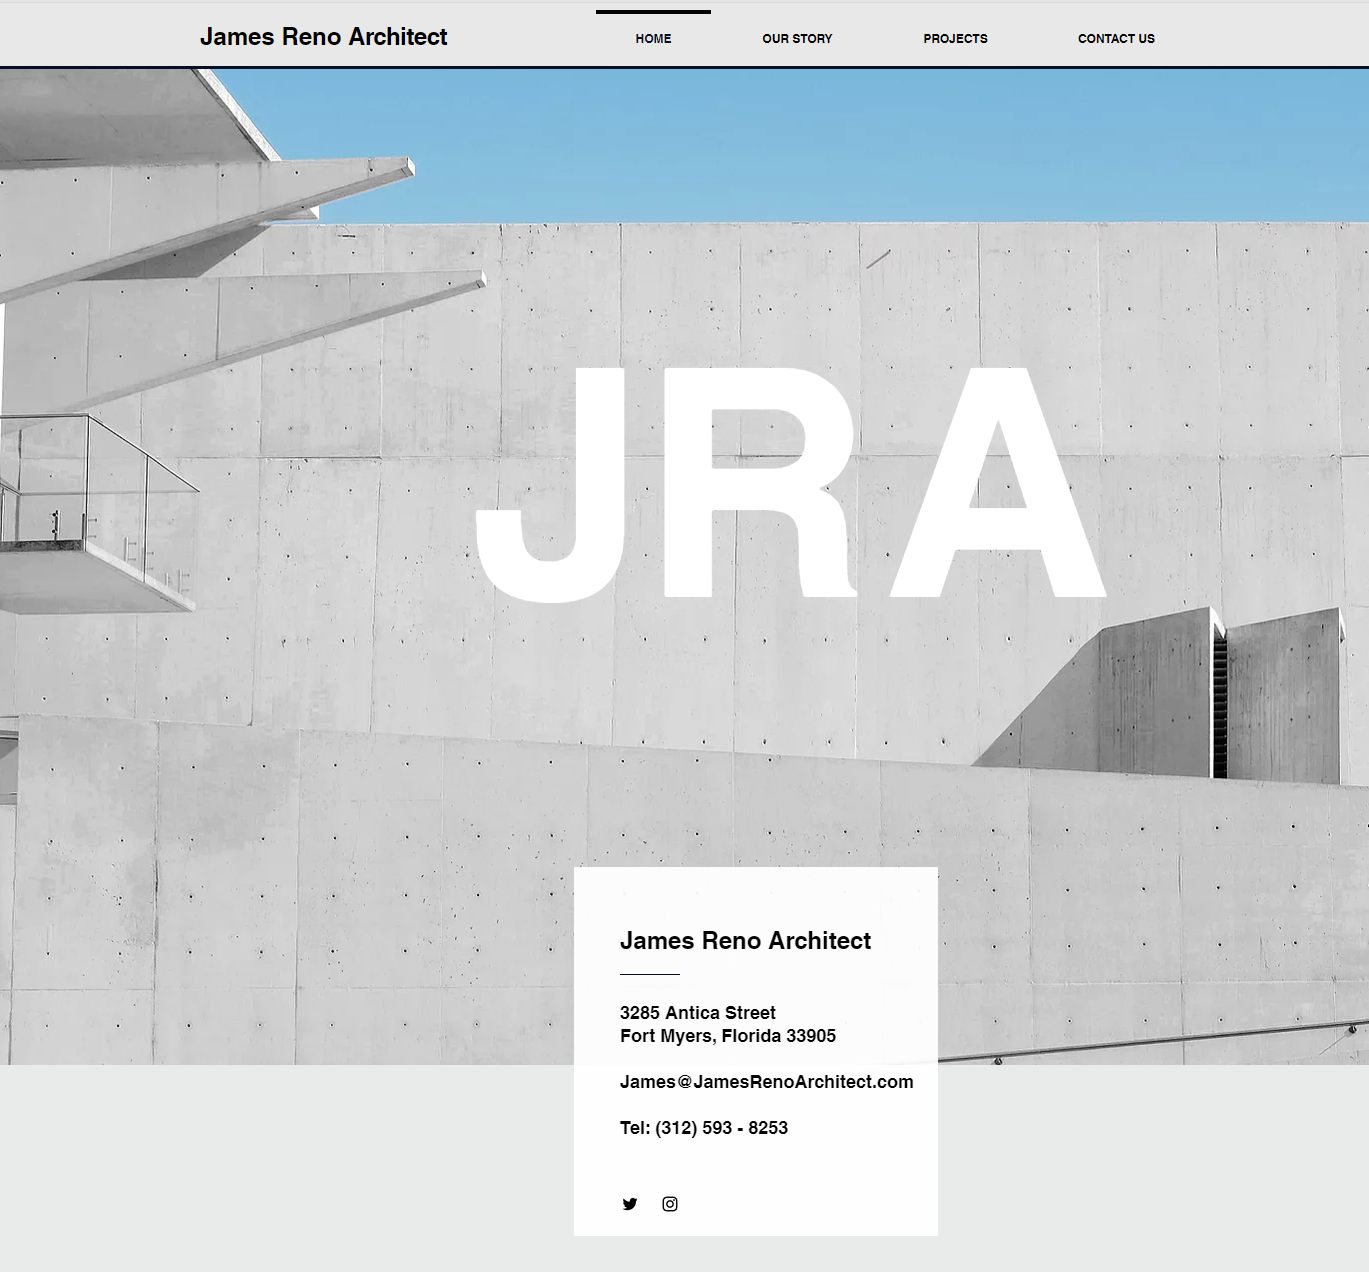 James Reno Architect
HOME
OUR STORY
PROJECTS
CONTACT US
JRA
James Reno Architect
3285 Antica Street
Fort Myers, Florida 33905
James@JamesRenoArchitect.com
Tel: (312) 593 - 8253